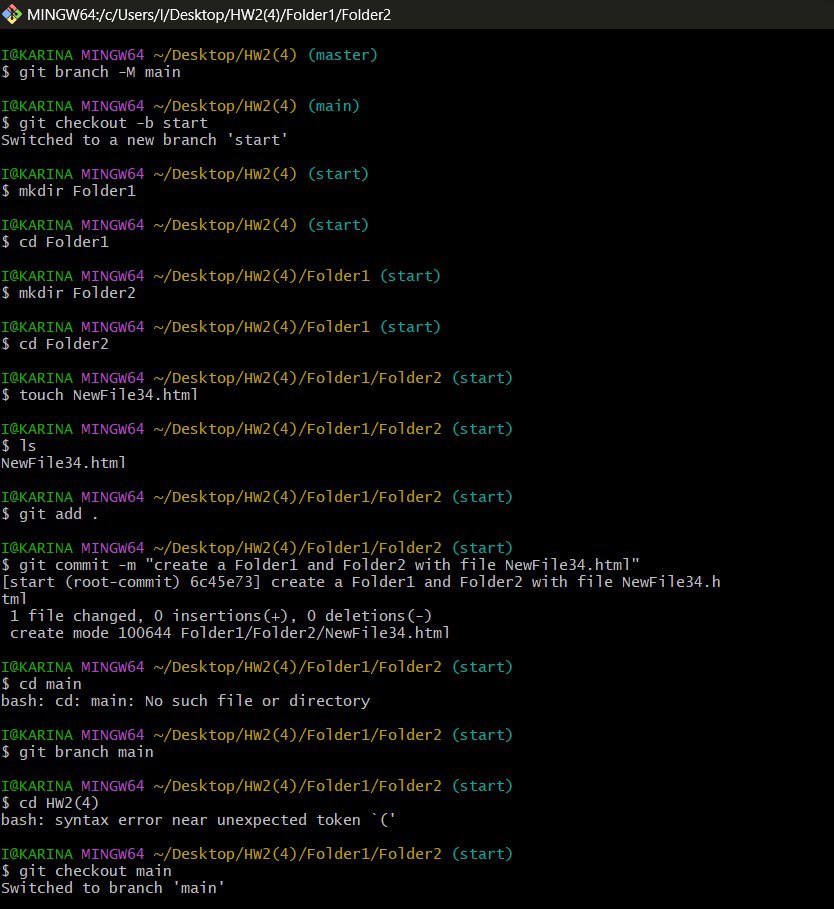 MINGW64:/c/Users/I/Desktop/HW2(4)/Folder1/Folder2
I@KARINA MINGW64 ~/Desktop/HW2(4) (master)
$ git branch -M main
I@KARINA MINGW64 ~/Desktop/HW2(4) (main)
$ git checkout -b start
Switched to a new branch 'start'
I@KARINA MINGW64 ~/Desktop/HW2(4) (start)
$ mkdir Folder1
I@KARINA MINGW64 ~/Desktop/HW2(4) (start)
$ cd Folder1
I@KARINA MINGW64 ~/Desktop/HW2(4)/Folder1 (start)
$ mkdir Folder2
I@KARINA MINGW64 ~/Desktop/HW2(4)/Folder1 (start)
$ cd Folder2
I@KARINA MINGW64 ~/Desktop/HW2(4)/Folder1/Folder2 (start)
$ touch NewFile34.html
I@KARINA MINGW64 ~/Desktop/HW2(4)/Folder1/Folder2 (start)
$ ls
NewFile34.html
I@KARINA MINGW64 ~/Desktop/HW2(4)/Folder1/Folder2 (start)
$ git add .
I@KARINA MINGW64 ~/Desktop/HW2(4)/Folder1/Folder2 (start)
$ git commit -m "create a Folder1 and Folder2 with file NewFile34.html"
[start (root-commit) 6c45e73] create a Folder1 and Folder2 with file NewFile34.h
tml
1 file changed, 0 insertions(+), 0 deletions(-)
create mode 100644 Folder1/Folder2/NewFile34.html
I@KARINA MINGW64 ~/Desktop/HW2(4)/Folder1/Folder2 (start)
$ cd main
bash: cd: main: No such file or directory
I@KARINA MINGW64 ~/Desktop/HW2(4)/Folder1/Folder2 (start)
$ git branch main
I@KARINA MINGW64 ~/Desktop/HW2(4)/Folder1/Folder2 (start)
$ cd HW2(4)
bash: syntax error near unexpected token `('
I@KARINA MINGW64 ~/Desktop/HW2(4)/Folder1/Folder2 (start)
$ git checkout main
Switched to branch 'main'